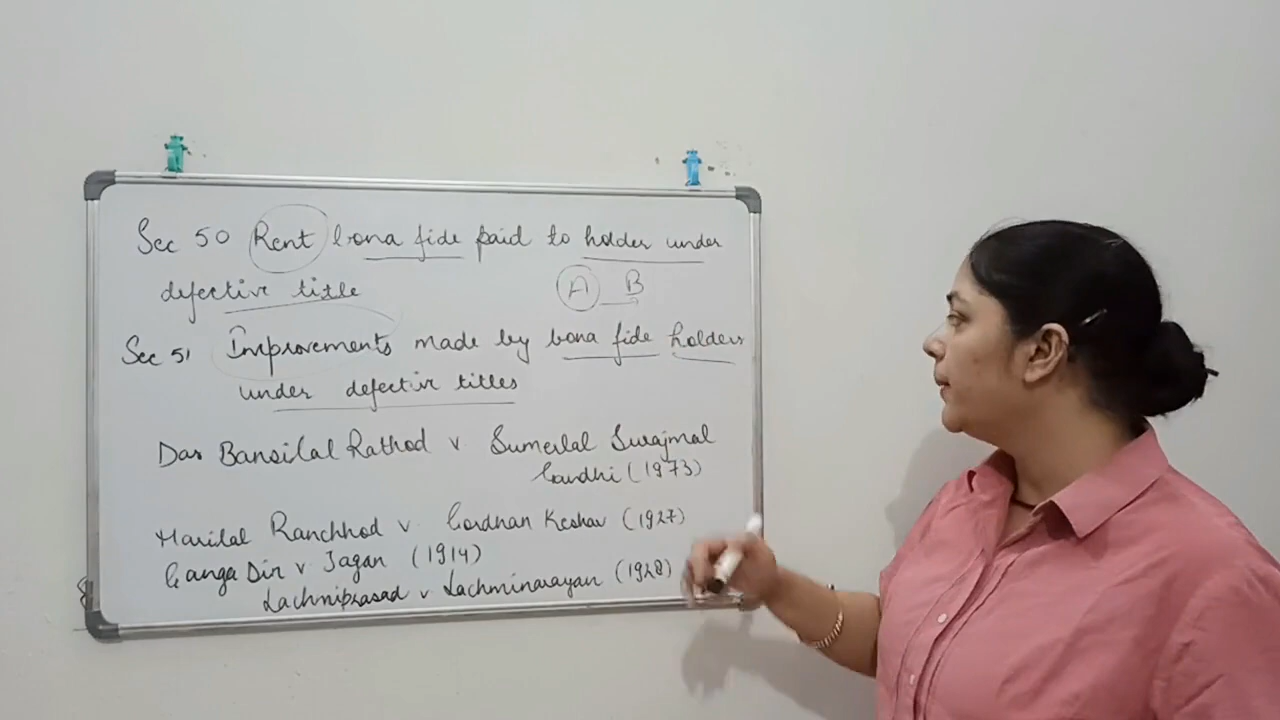 Sec 50 Rent bona fide paid to holder under
defective title
A B
Sec 51 Improvements made by bona fide holders
under defective titles
Das Bansilal Rathod v Sumerlal Surajmal
Gandhi (1973)
Harilal Ranchhod v. Gordhan Keshav (1927)
Ganga Din v Jagan (1914)
Lachmiprasad v Lachminarayan (1928)